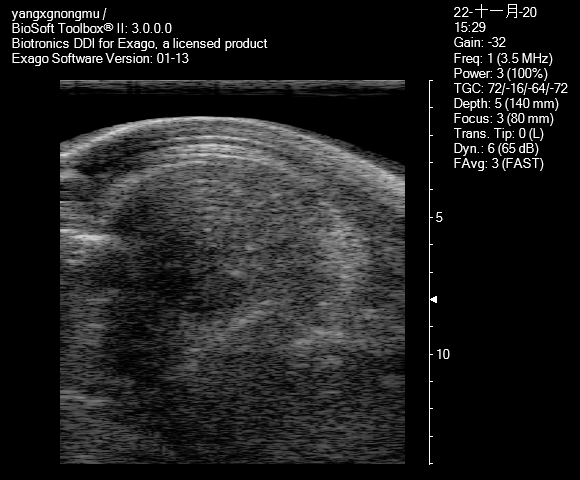 yangxgnongmu /
BioSoft Toolbox® II: 3.0.0.0
Biotronics DDI for Exago, a licensed product
Exago Software Version: 01-13
22-十一月-20
15:29
Gain: -32
Freq: 1 (3.5 MHz)
Power: 3 (100%)
TGC: 72/-16/-64/-72
Depth: 5 (140 mm)
Focus: 3 (80 mm)
Trans. Tip: 0 (L)
Dyn.: 6 (65 dB)
FAvg: 3 (FAST)
5
10